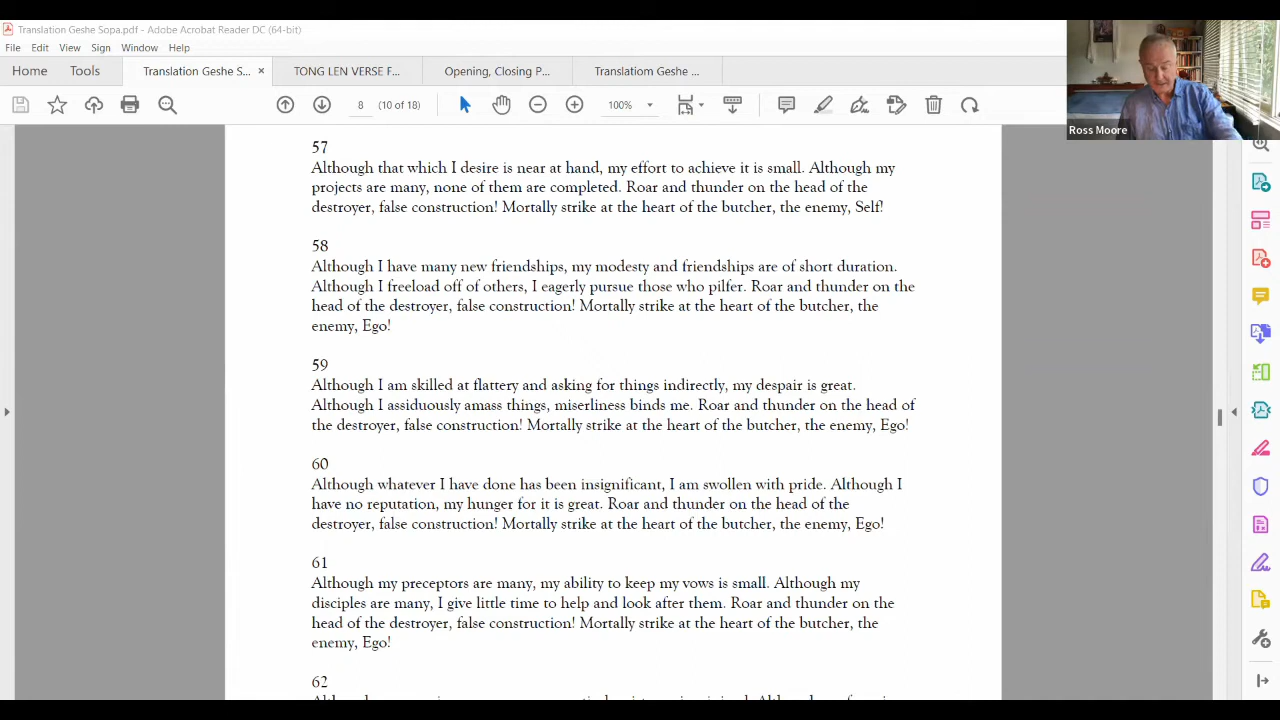 Translation Geshe Sopa.pdf - Adobe Acrobat Reader DC (64-bit)
File Edit View Sign Window Help
Home Tools Translation Geshe S... × TONG LEN VERSE F... Opening, Closing P... Translatiom Geshe ...
8 (10 of 18) 100%
Ross Moore
57
Although that which I desire is near at hand, my effort to achieve it is small. Although my
projects are many, none of them are completed. Roar and thunder on the head of the
destroyer, false construction! Mortally strike at the heart of the butcher, the enemy, Self!
58
Although I have many new friendships, my modesty and friendships are of short duration.
Although I freeload off of others, I eagerly pursue those who pilfer. Roar and thunder on the
head of the destroyer, false construction! Mortally strike at the heart of the butcher, the
enemy, Ego!
59
Although I am skilled at flattery and asking for things indirectly, my despair is great.
Although I assiduously amass things, miserliness binds me. Roar and thunder on the head of
the destroyer, false construction! Mortally strike at the heart of the butcher, the enemy, Ego!
60
Although whatever I have done has been insignificant, I am swollen with pride. Although I
have no reputation, my hunger for it is great. Roar and thunder on the head of the
destroyer, false construction! Mortally strike at the heart of the butcher, the enemy, Ego!
61
Although my preceptors are many, my ability to keep my vows is small. Although my
disciples are many, I give little time to help and look after them. Roar and thunder on the
head of the destroyer, false construction! Mortally strike at the heart of the butcher, the
enemy, Ego!
62